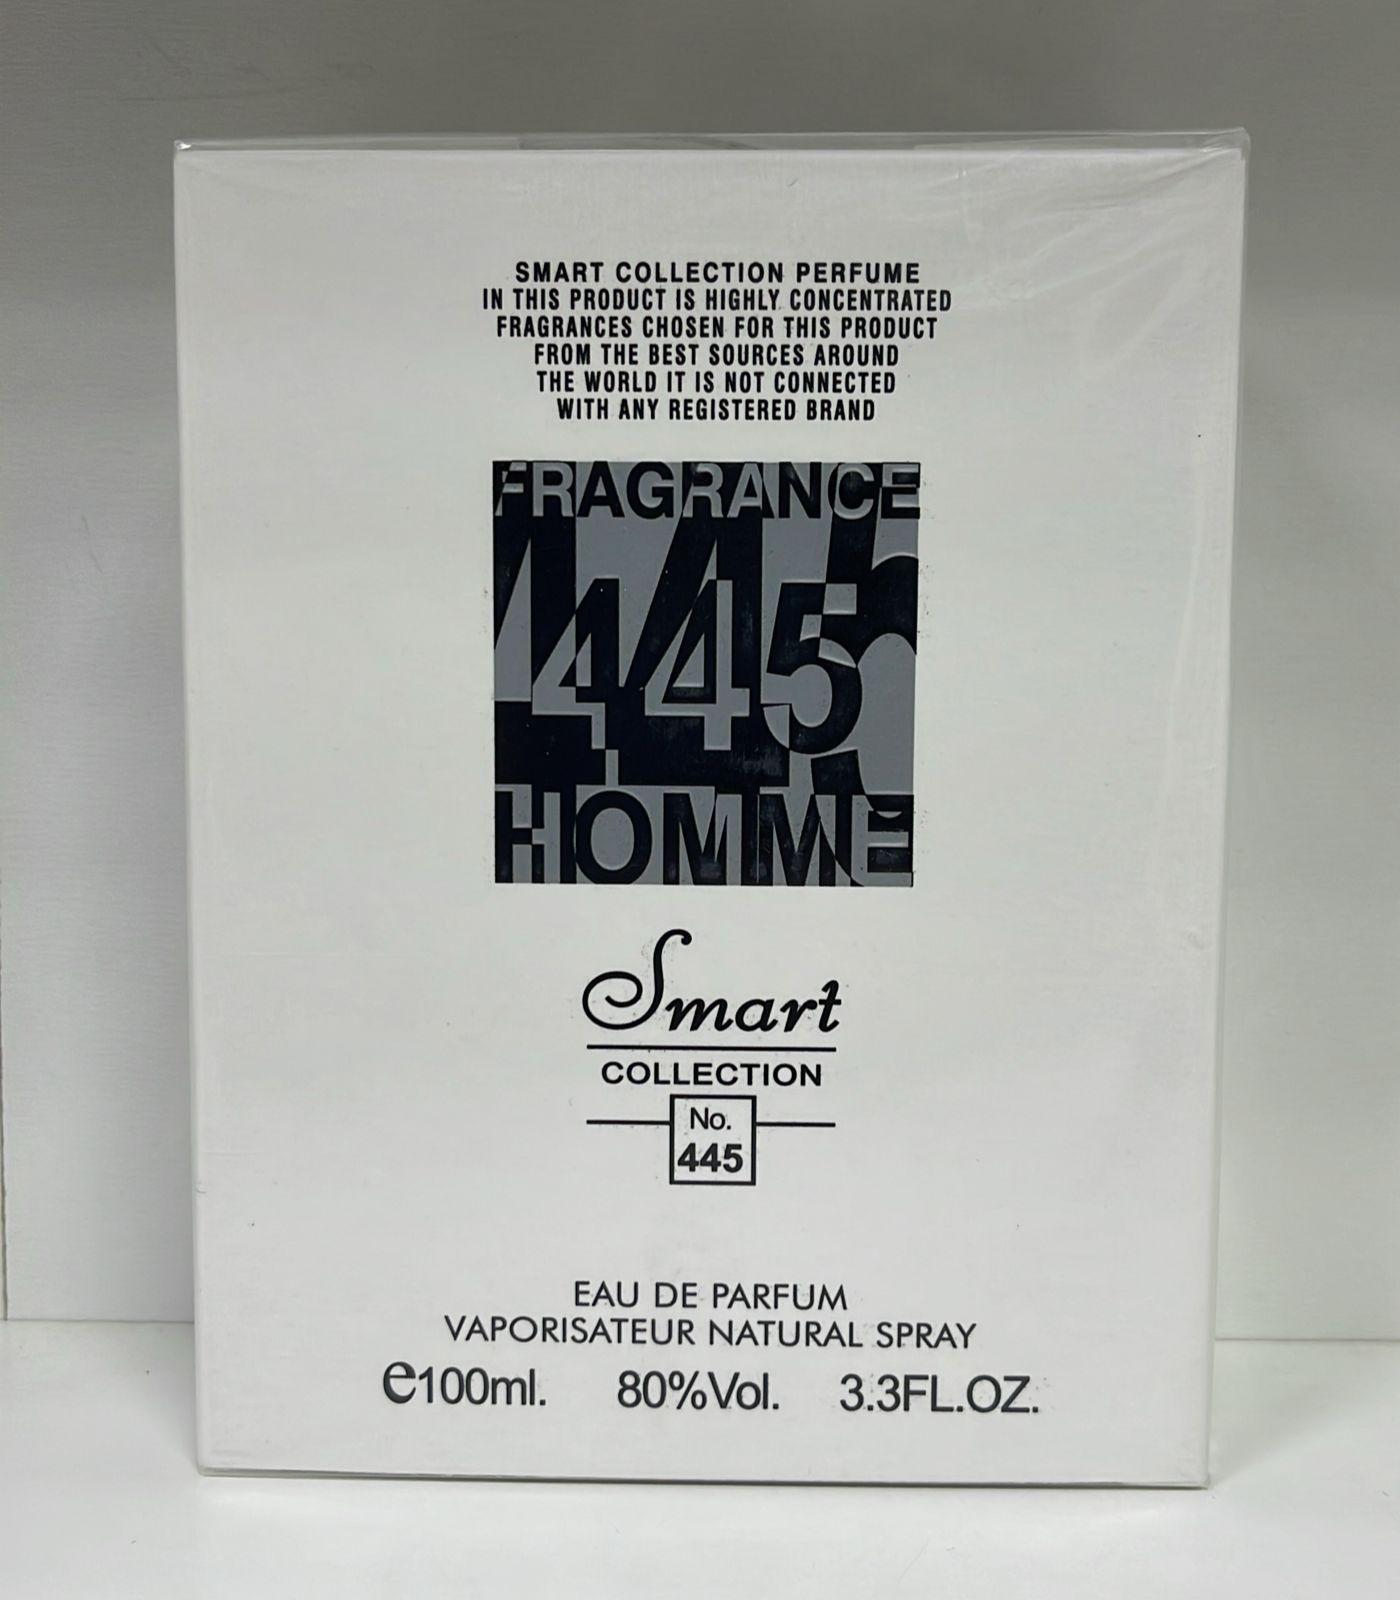 SMART COLLECTION PERFUME
IN THIS PRODUCT IS HIGHLY CONCENTRATED
FRAGRANCES CHOSEN FOR THIS PRODUCT
FROM THE BEST SOURCES AROUND
THE WORLD IT IS NOT CONNECTED
WITH ANY REGISTERED BRAND
FRAGRANCE
445
445
HOMME
Smart
COLLECTION
No.
445
EAU DE PARFUM
VAPORISATEUR NATURAL SPRAY
e100ml. 80%Vol. 3.3FL.OZ.